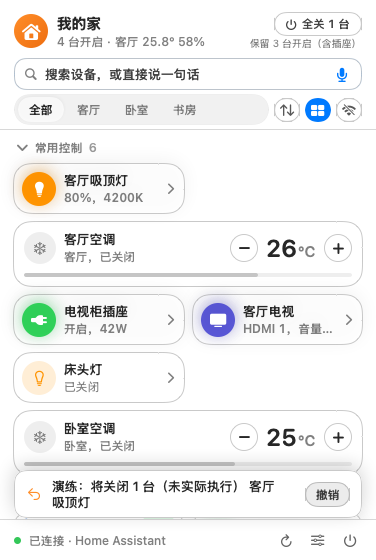 我的家
4 台开启 · 客厅 25.8° 58%
全关 1 台
保留 3 台开启（含插座）
搜索设备，或直接说一句话
全部 客厅 卧室 书房
常用控制 6
客厅吸顶灯
80%，4200K
客厅空调
客厅，已关闭
26°C
电视柜插座
开启，42W
客厅电视
HDMI 1，音量...
床头灯
已关闭
卧室空调
卧室，已关闭
25°C
演练：将关闭 1 台（未实际执行） 客厅
吸顶灯
撤销
已连接 · Home Assistant